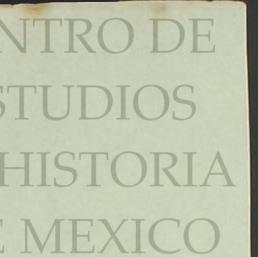 NTRO DE
STUDIOS
HISTORIA
E MEXICO